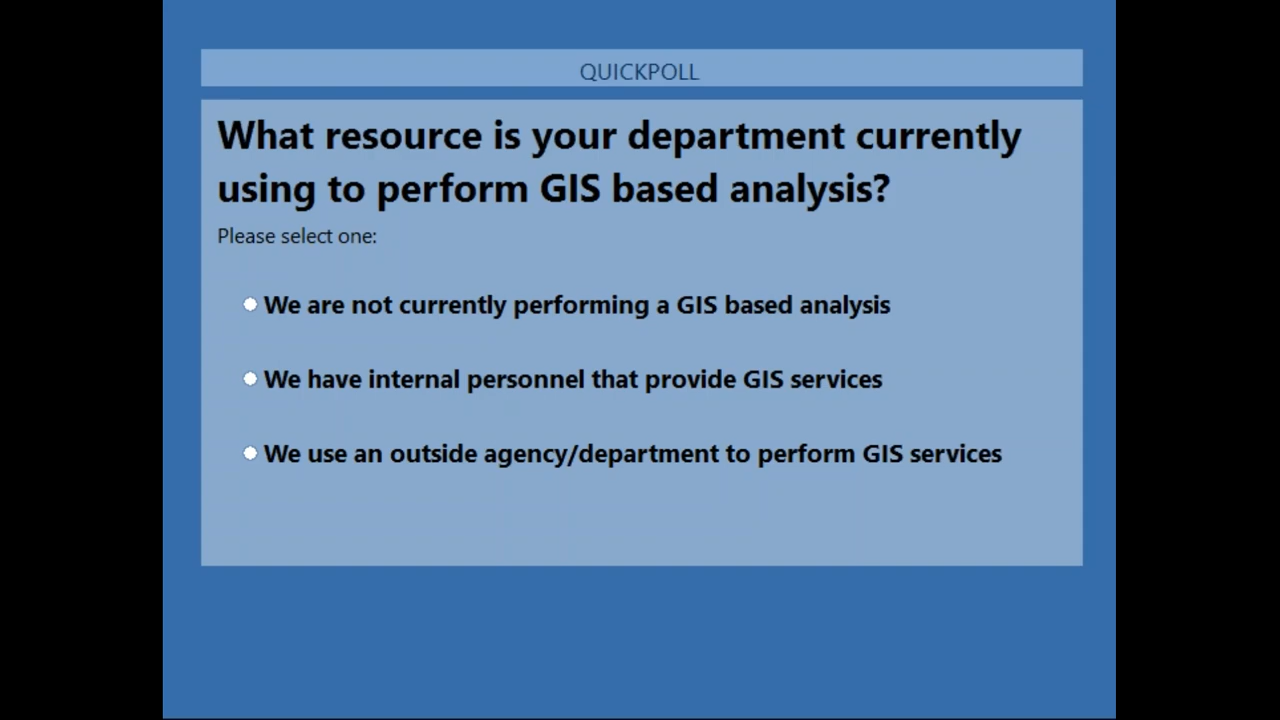 QUICKPOLL
What resource is your department currently
using to perform GIS based analysis?
Please select one:
We are not currently performing a GIS based analysis
We have internal personnel that provide GIS services
We use an outside agency/department to perform GIS services